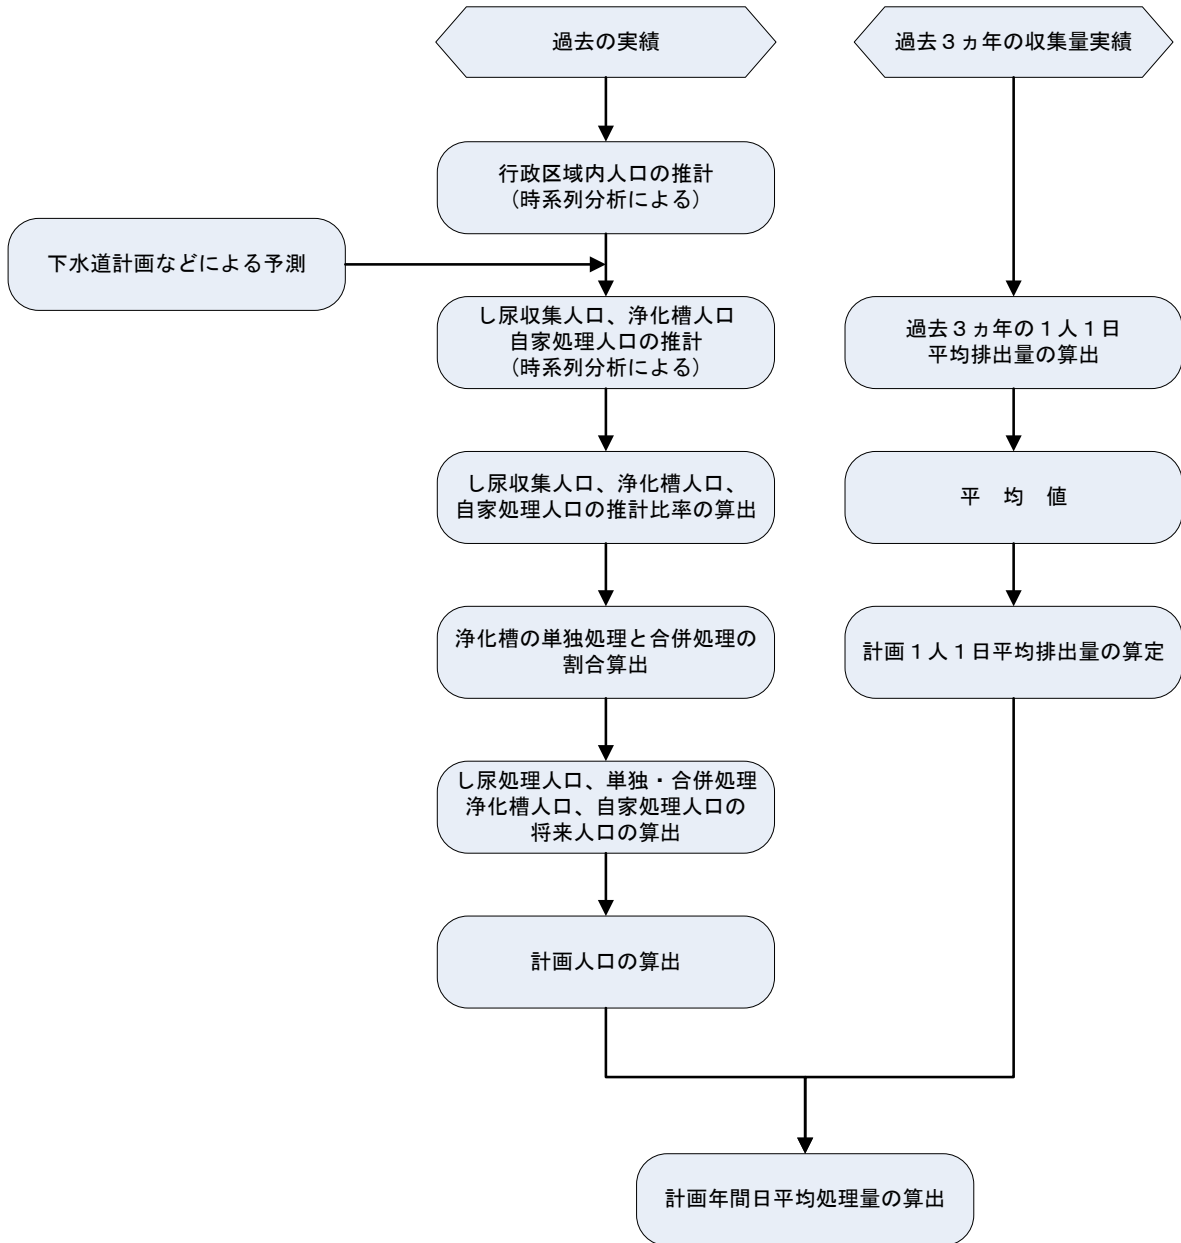 過去の実績
過去３ヵ年の収集量実績
行政区域内人口の推計
（時系列分析による）
下水道計画などによる予測
し尿収集人口、浄化槽人口
自家処理人口の推計
（時系列分析による）
過去３ヵ年の１人１日
平均排出量の算出
し尿収集人口、浄化槽人口、
自家処理人口の推計比率の算出
平　均　値
浄化槽の単独処理と合併処理の
割合算出
計画１人１日平均排出量の算定
し尿処理人口、単独・合併処理
浄化槽人口、自家処理人口の
将来人口の算出
計画人口の算出
計画年間日平均処理量の算出